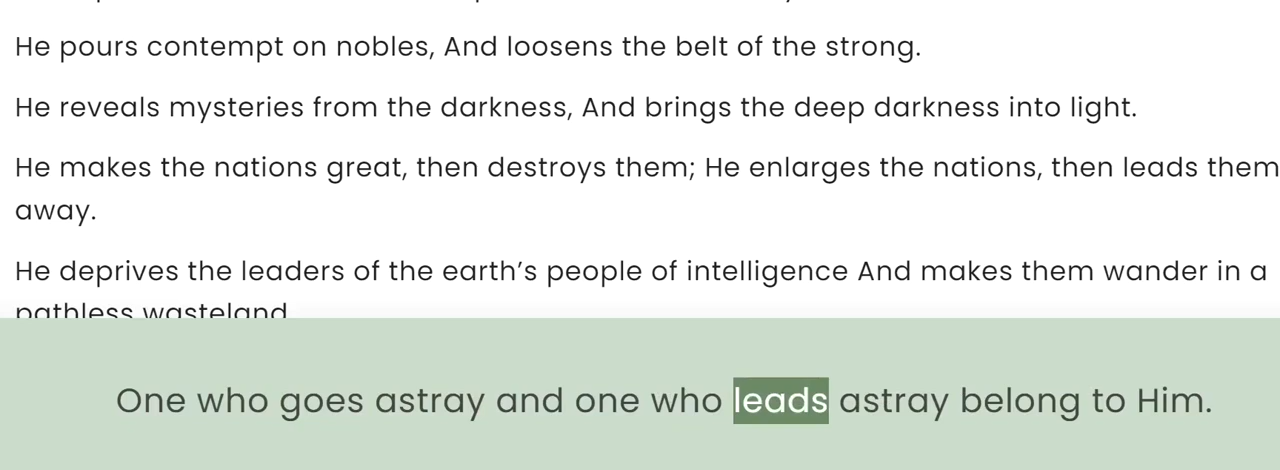 He pours contempt on nobles, And loosens the belt of the strong.
He reveals mysteries from the darkness, And brings the deep darkness into light.
He makes the nations great, then destroys them; He enlarges the nations, then leads them
away.
He deprives the leaders of the earth’s people of intelligence And makes them wander in a
pathless wasteland
One who goes astray and one who leads astray belong to Him.